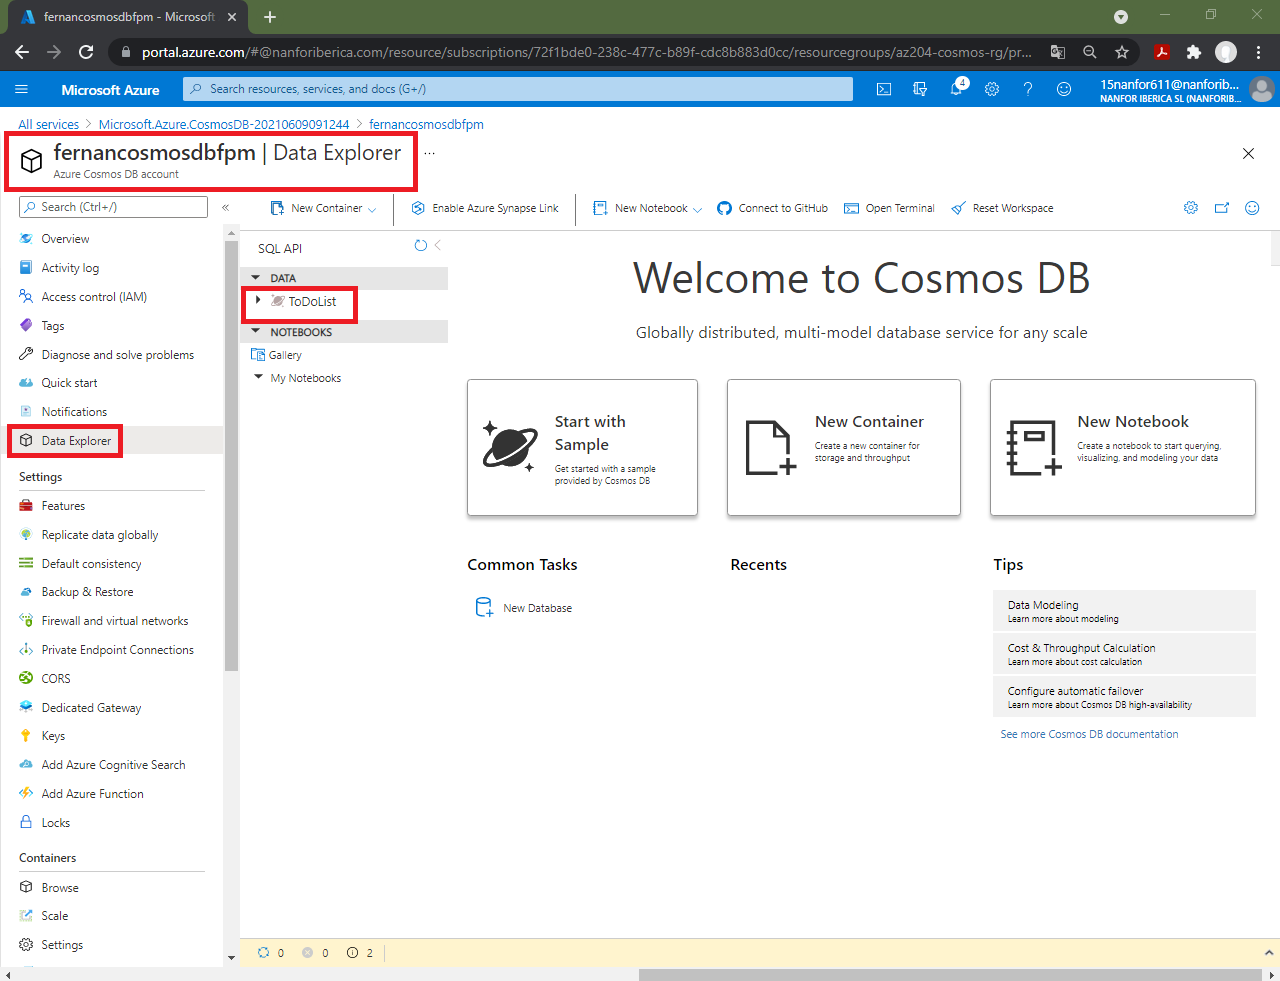 fernancosmosdbfpm - Microsoft
portal.azure.com/#@nanforiberica.com/resource/subscriptions/72f1bde0-238c-477c-b89f-cdc8b883d0cc/resourcegroups/az204-cosmos-rg/pr...
Microsoft Azure
Search resources, services, and docs (G+/)
4
15nanfor611@nanforib...
NANFOR IBERICA SL (NANFORIB...
All services > Microsoft.Azure.CosmosDB-20210609091244 > fernancosmosdbfpm
fernancosmosdbfpm | Data Explorer ...
Azure Cosmos DB account
Search (Ctrl+/)
«
New Container
Enable Azure Synapse Link
New Notebook
Connect to GitHub
Open Terminal
Reset Workspace
Overview
Activity log
Access control (IAM)
Tags
Diagnose and solve problems
Quick start
Notifications
Data Explorer
Settings
Features
Replicate data globally
Default consistency
Backup & Restore
Firewall and virtual networks
Private Endpoint Connections
CORS
Dedicated Gateway
Keys
Add Azure Cognitive Search
Add Azure Function
Locks
Containers
Browse
Scale
Settings
SQL API
DATA
ToDoList
NOTEBOOKS
Gallery
My Notebooks
Welcome to Cosmos DB
Globally distributed, multi-model database service for any scale
Start with
Sample
Get started with a sample
provided by Cosmos DB
New Container
Create a new container for
storage and throughput
New Notebook
Create a notebook to start querying,
visualizing, and modeling your data
Common Tasks
New Database
Recents
Tips
Data Modeling
Learn more about modeling
Cost & Throughput Calculation
Learn more about cost calculation
Configure automatic failover
Learn more about Cosmos DB high-availability
See more Cosmos DB documentation
0 0 2